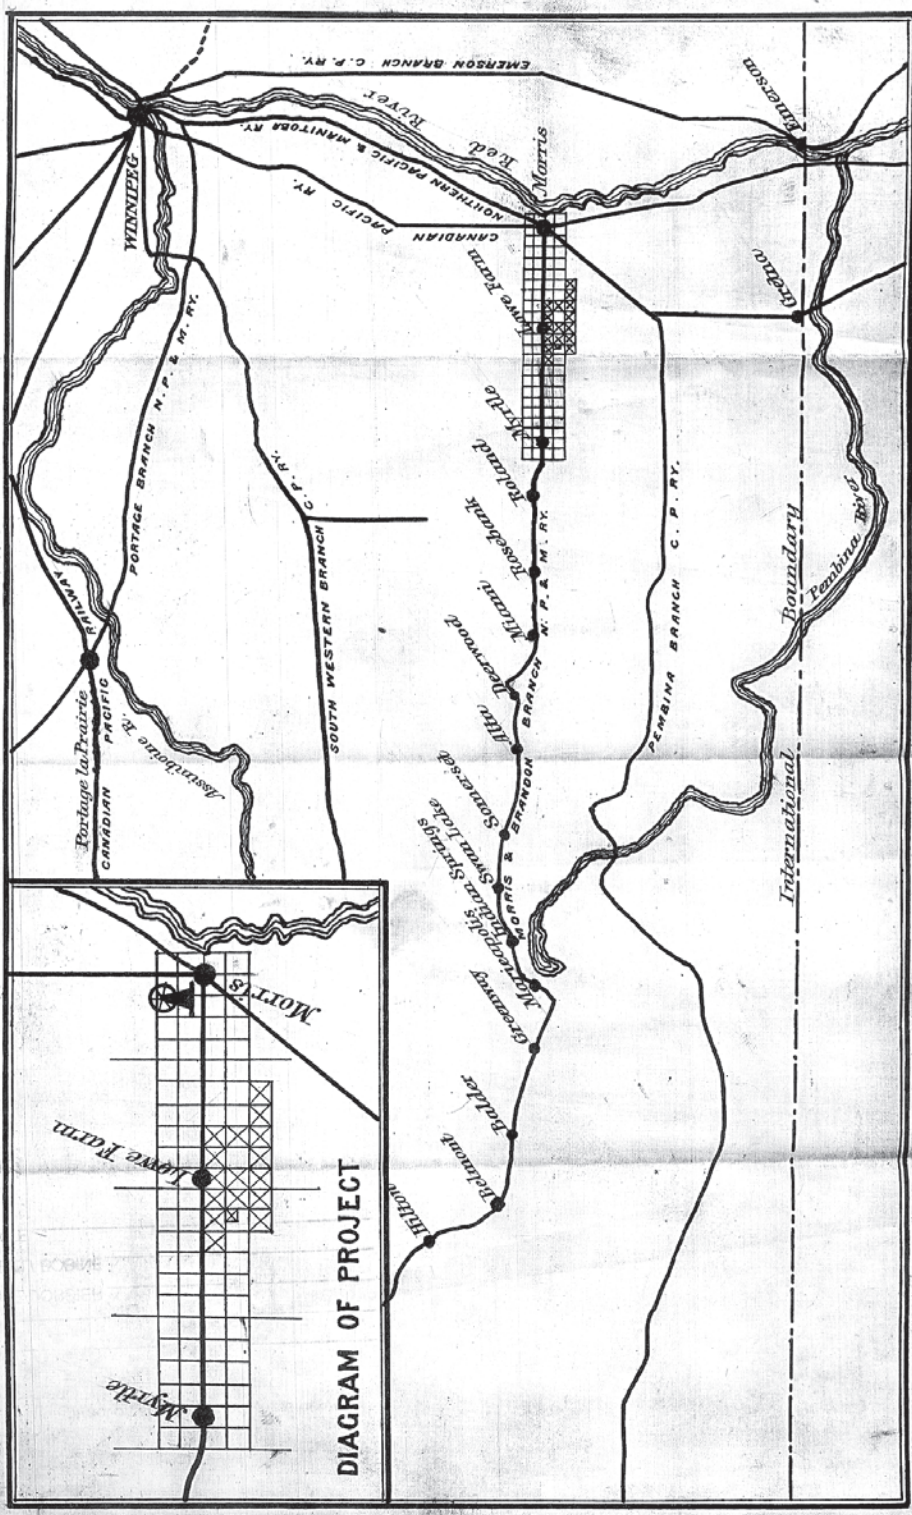 WINNIPEG
EMERSON BRANCH C.P.RY.
River
Red
NORTHERN PACIFIC & MANITOBA RY.
CANADIAN
PACIFIC
RY.
Morris
Emerson
Gretna
Lowe Farm
Myrtle
Roland
Rosebank
Miami
Deerwood
Altu
Somerset
Swan Lake
Indian Springs
Marieapolis
Greenway
Balder
Belmont
Hilton
MORRIS & BRANDON BRANCH N. P. & M. RY.
PEMBINA BRANCH C. P. RY.
PORTAGE BRANCH N. P. & M. RY.
SOUTH WESTERN BRANCH C. P. RY.
Portage la Prairie
CANADIAN
PACIFIC
RAILWAY
Assiniboine R.
International Boundary
Pembina River
Morris
Lowe Farm
Myrtle
DIAGRAM OF PROJECT